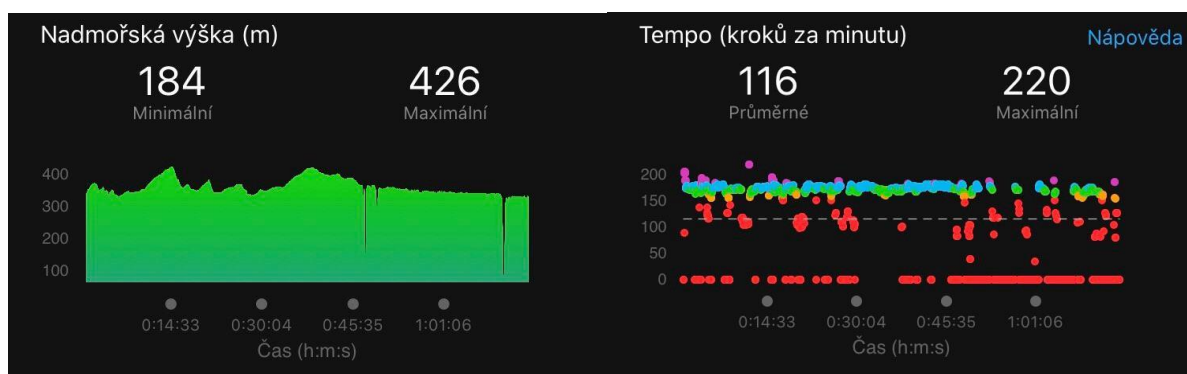 Nadmořská výška (m)
184
Minimální
426
Maximální
400
300
200
100
0:14:33
0:30:04
0:45:35
1:01:06
Čas (h:m:s)
Tempo (kroků za minutu)
Nápověda
116
Průměrné
220
Maximální
200
150
100
50
0
0:14:33
0:30:04
0:45:35
1:01:06
Čas (h:m:s)